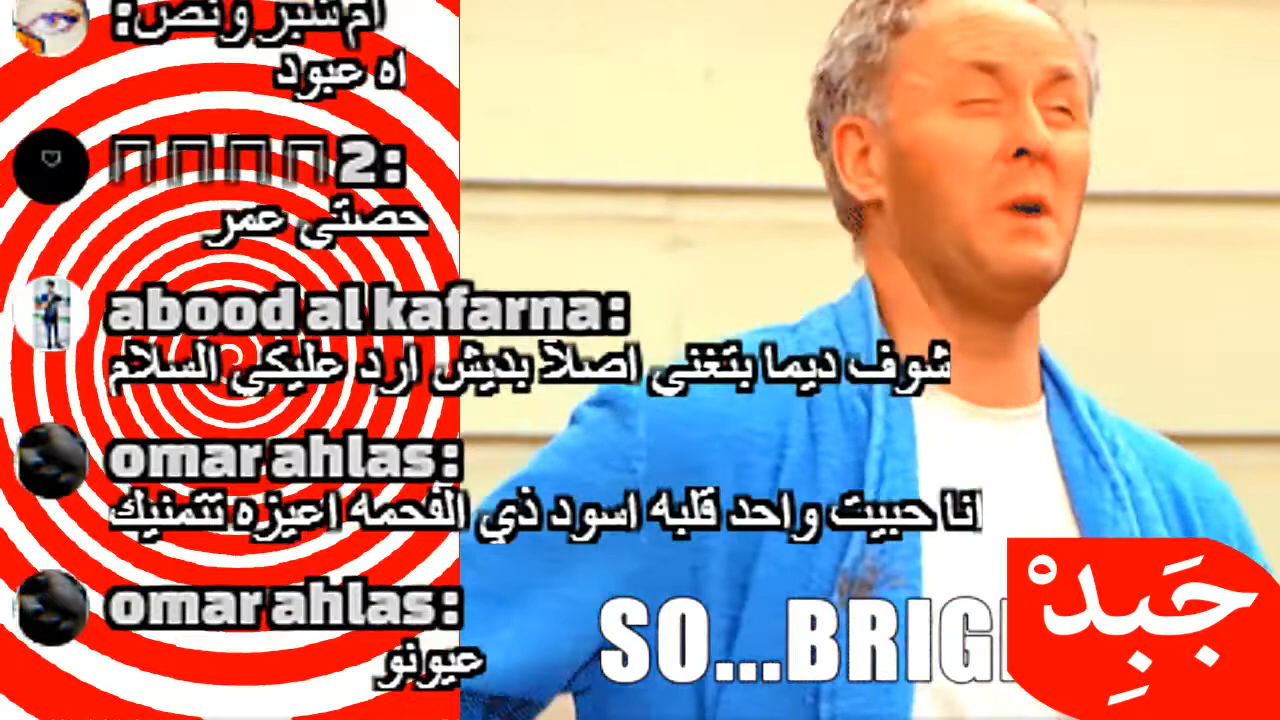 ام شبر ونص:
اه عبود
2:
حصتي عمر
abood al kafarna:
شوف ديما بتغني اصلا بديش ارد عليكي السلام
omar ahlas:
انا حبيت واحد قلبه اسود ذي الفحمه اعيزه تتمنيك
omar ahlas:
عيونو
SO...BRIG
جَبِدْ